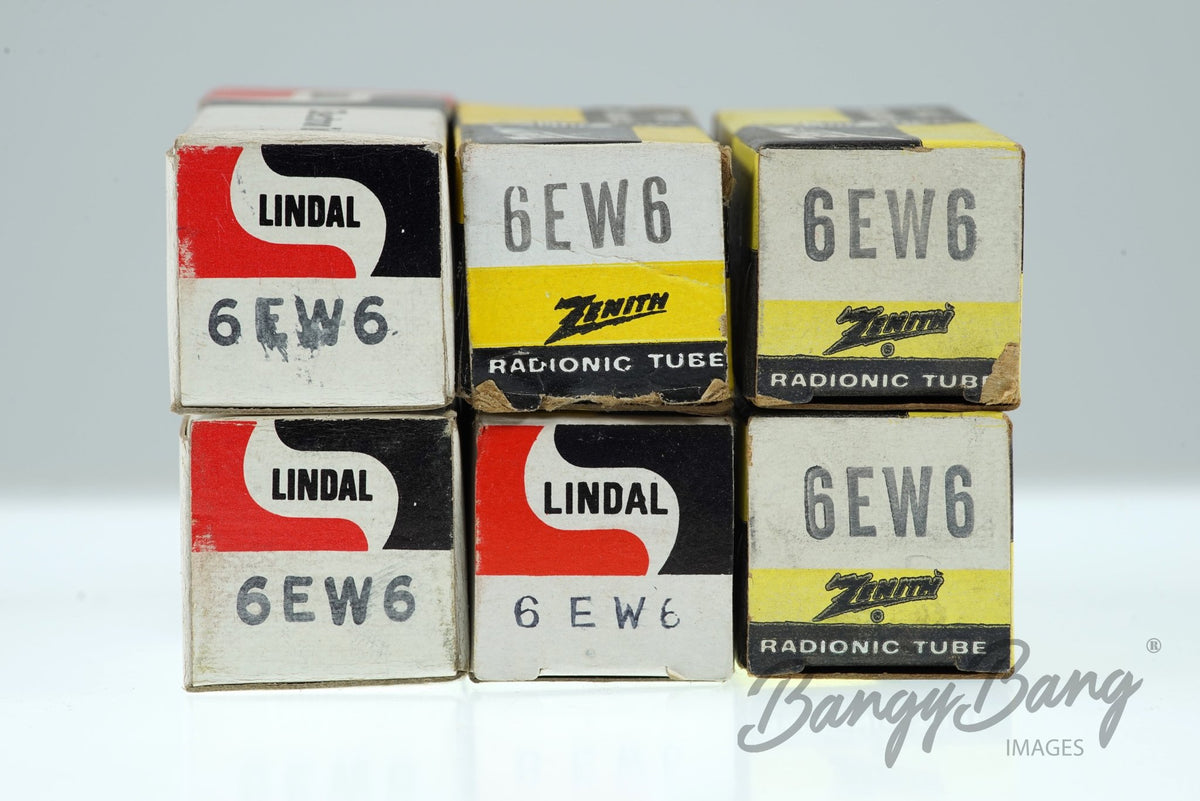 LINDAL
6EW6
6EW6
ZENITH
RADIONIC TUBE
6EW6
ZENITH
RADIONIC TUBE
LINDAL
6EW6
LINDAL
6 EW6
6EW6
ZENITH
RADIONIC TUBE
BangyBang ®
IMAGES